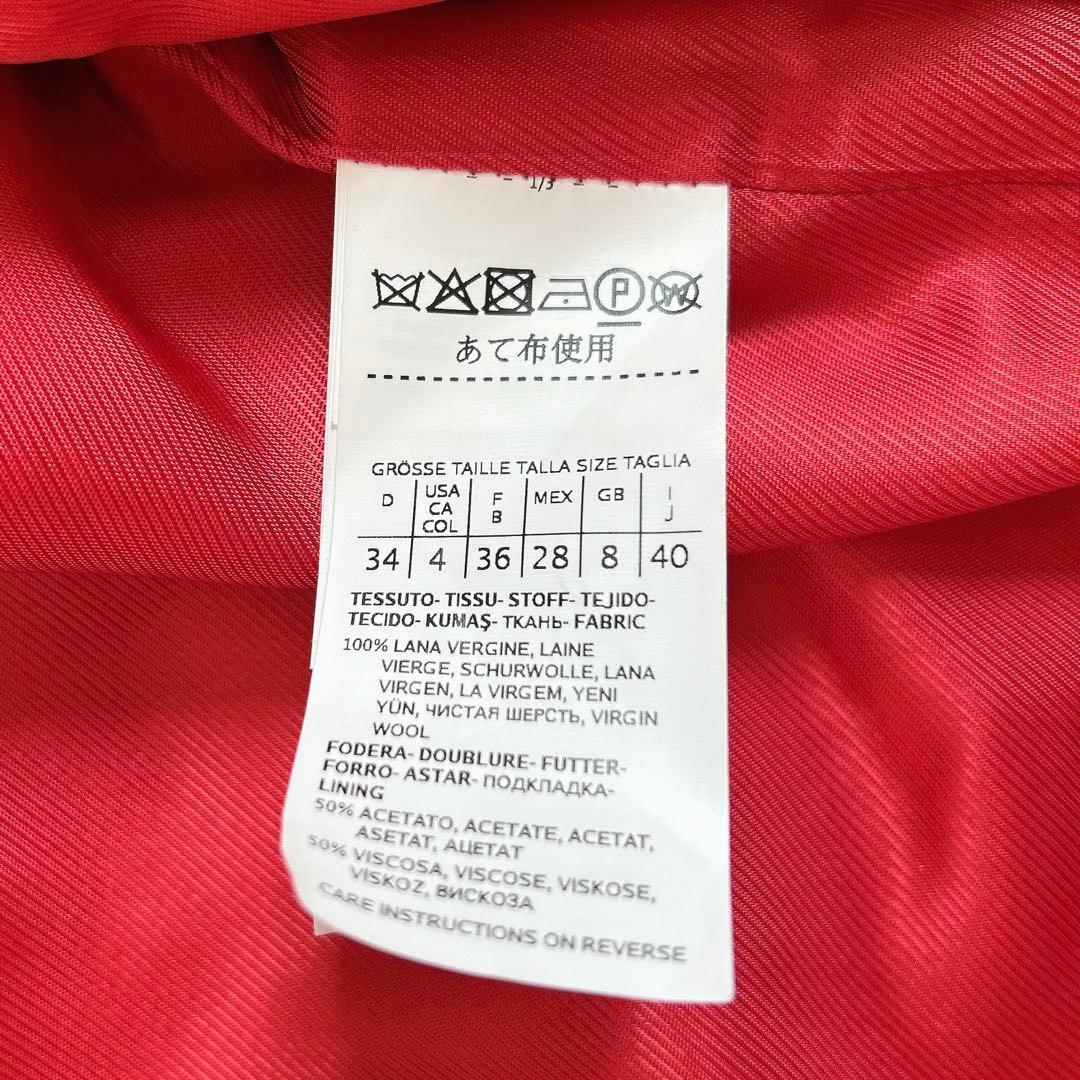 1/3
P
W
あて布使用
GRÖSSE TAILLE TALLA SIZE TAGLIA
D USA CA COL F B MEX GB I J
34 4 36 28 8 40
TESSUTO- TISSU- STOFF- TEJIDO-
TECIDO- KUMAŞ- ТКАНЬ- FABRIC
100% LANA VERGINE, LAINE
VIERGE, SCHURWOLLE, LANA
VIRGEN, LA VIRGEM, YENI
YÜN, ЧИСТАЯ ШЕРСТЬ, VIRGIN
WOOL
FODERA- DOUBLURE- FUTTER-
FORRO- ASTAR- ПОДКЛАДКА-
LINING
50% ACETATO, ACETATE, ACETAT,
ASETAT, АЦЕТАТ
50% VISCOSA, VISCOSE, VISKOSE,
VISKOZ, ВИСКОЗА
CARE INSTRUCTIONS ON REVERSE